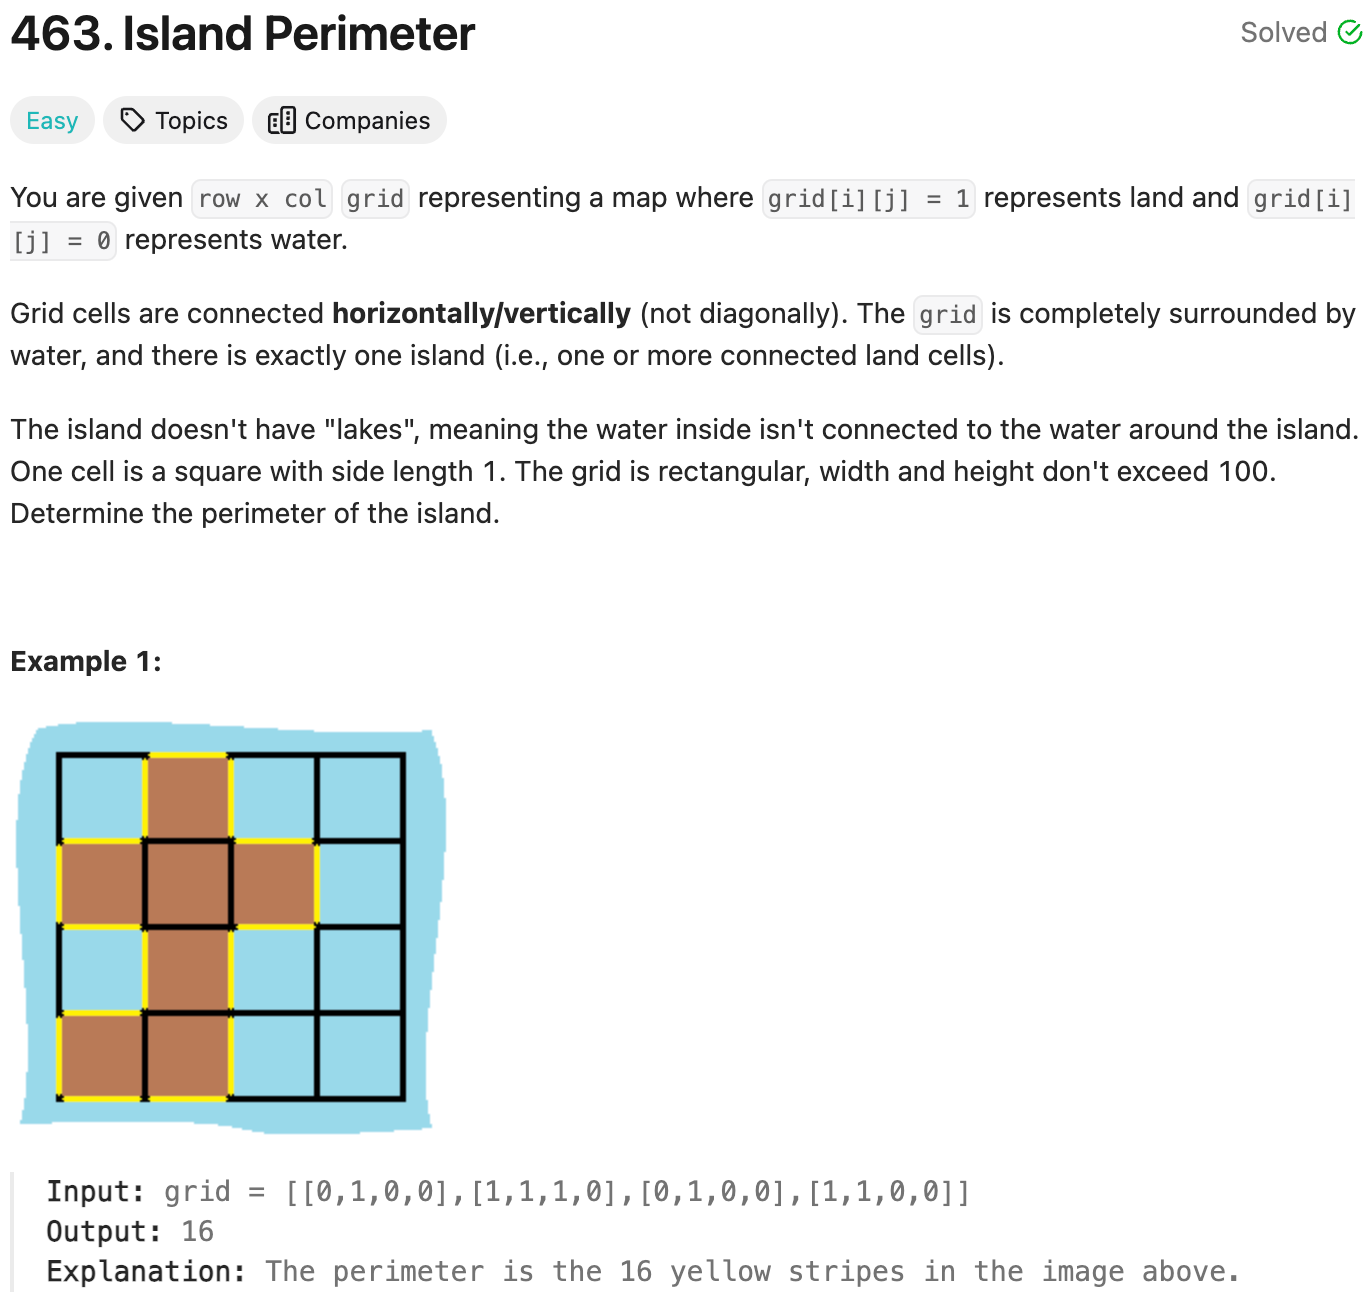 463. Island Perimeter
Solved
Easy
Topics
Companies
You are given row x col grid representing a map where grid[i][j] = 1 represents land and grid[i]
[j] = 0 represents water.
Grid cells are connected horizontally/vertically (not diagonally). The grid is completely surrounded by
water, and there is exactly one island (i.e., one or more connected land cells).
The island doesn't have "lakes", meaning the water inside isn't connected to the water around the island.
One cell is a square with side length 1. The grid is rectangular, width and height don't exceed 100.
Determine the perimeter of the island.
Example 1:
Input: grid = [[0,1,0,0],[1,1,1,0],[0,1,0,0],[1,1,0,0]]
Output: 16
Explanation: The perimeter is the 16 yellow stripes in the image above.